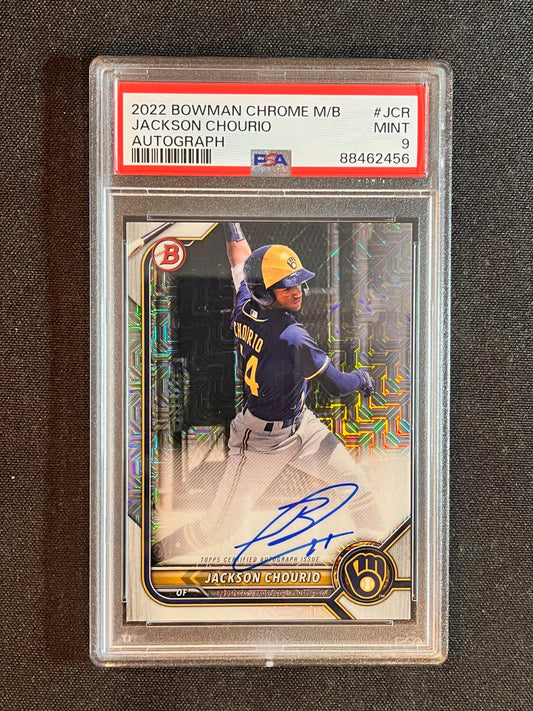 2022 BOWMAN CHROME M/B #JCR
JACKSON CHOURIO MINT
AUTOGRAPH 9
PSA 88462456
B
CHOURIO
4
TOPPS CERTIFIED AUTOGRAPH ISSUE
JACKSON CHOURIO
OF